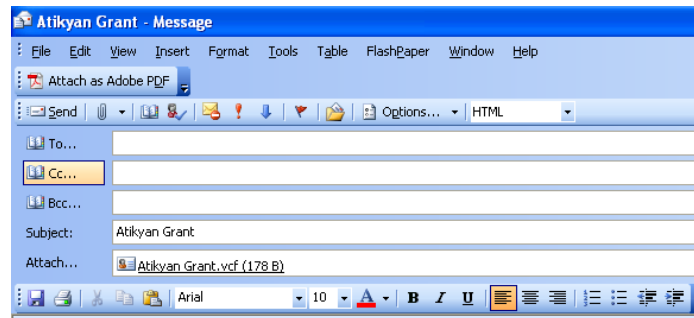 Atikyan Grant - Message
File Edit View Insert Format Tools Table FlashPaper Window Help
Attach as Adobe PDF
Send Options... HTML
To...
Cc...
Bcc...
Subject: Atikyan Grant
Attach... Atikyan Grant.vcf (178 B)
Arial 10 A B I U